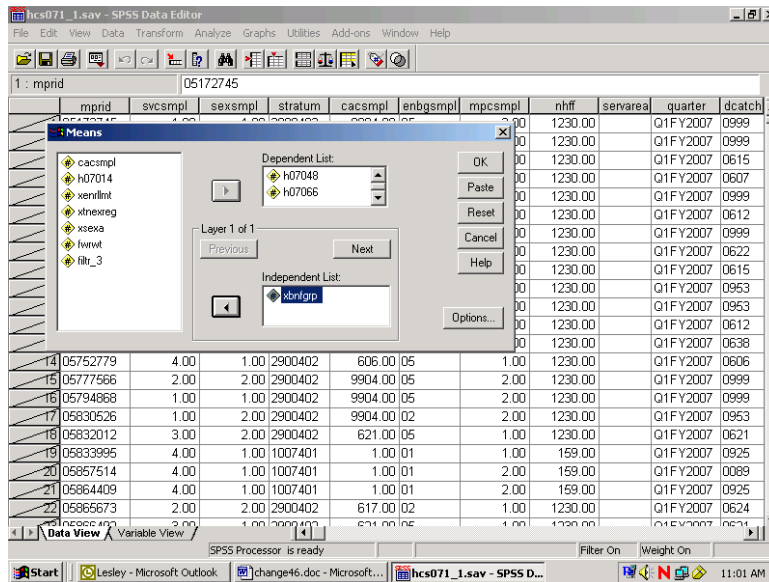 hcs071_1.sav - SPSS Data Editor
File Edit View Data Transform Analyze Graphs Utilities Add-ons Window Help
1 : mprid 05172745
mprid svcsmpl sexsmpl stratum cacsmpl enbgsmpl mpcsmpl nhff servarea quarter dcatch
1230.00 Q1FY2007 0999
Means
1230.00 Q1FY2007 0999
cacsmpl
h07014
xenrllmt
xtnexreg
xsexa
fwrwt
filtr_3
Dependent List:
h07048
h07066
Layer 1 of 1
Previous Next
Independent List:
xbnfgrp
OK
Paste
Reset
Cancel
Help
Options...
1230.00 Q1FY2007 0615
1230.00 Q1FY2007 0607
1230.00 Q1FY2007 0999
1230.00 Q1FY2007 0612
1230.00 Q1FY2007 0999
1230.00 Q1FY2007 0622
1230.00 Q1FY2007 0615
1230.00 Q1FY2007 0953
1230.00 Q1FY2007 0953
1230.00 Q1FY2007 0612
1230.00 Q1FY2007 0638
14 05752779 4.00 1.00 2900402 606.00 05 1.00 1230.00 Q1FY2007 0606
15 05777566 2.00 2.00 2900402 9904.00 05 2.00 1230.00 Q1FY2007 0999
16 05794868 1.00 1.00 2900402 9904.00 05 2.00 1230.00 Q1FY2007 0999
17 05830526 1.00 2.00 2900402 9904.00 02 2.00 1230.00 Q1FY2007 0953
18 05832012 3.00 2.00 2900402 621.00 05 1.00 1230.00 Q1FY2007 0621
19 05833995 4.00 1.00 1007401 1.00 01 1.00 159.00 Q1FY2007 0925
20 05857514 4.00 1.00 1007401 1.00 01 2.00 159.00 Q1FY2007 0089
21 05864409 4.00 1.00 1007401 1.00 01 2.00 159.00 Q1FY2007 0925
22 05865673 2.00 2.00 2900402 617.00 02 1.00 1230.00 Q1FY2007 0624
Data View Variable View
SPSS Processor is ready Filter On Weight On
Start Lesley - Microsoft Outlook change46.doc - Microsoft... hcs071_1.sav - SPSS D... 11:01 AM